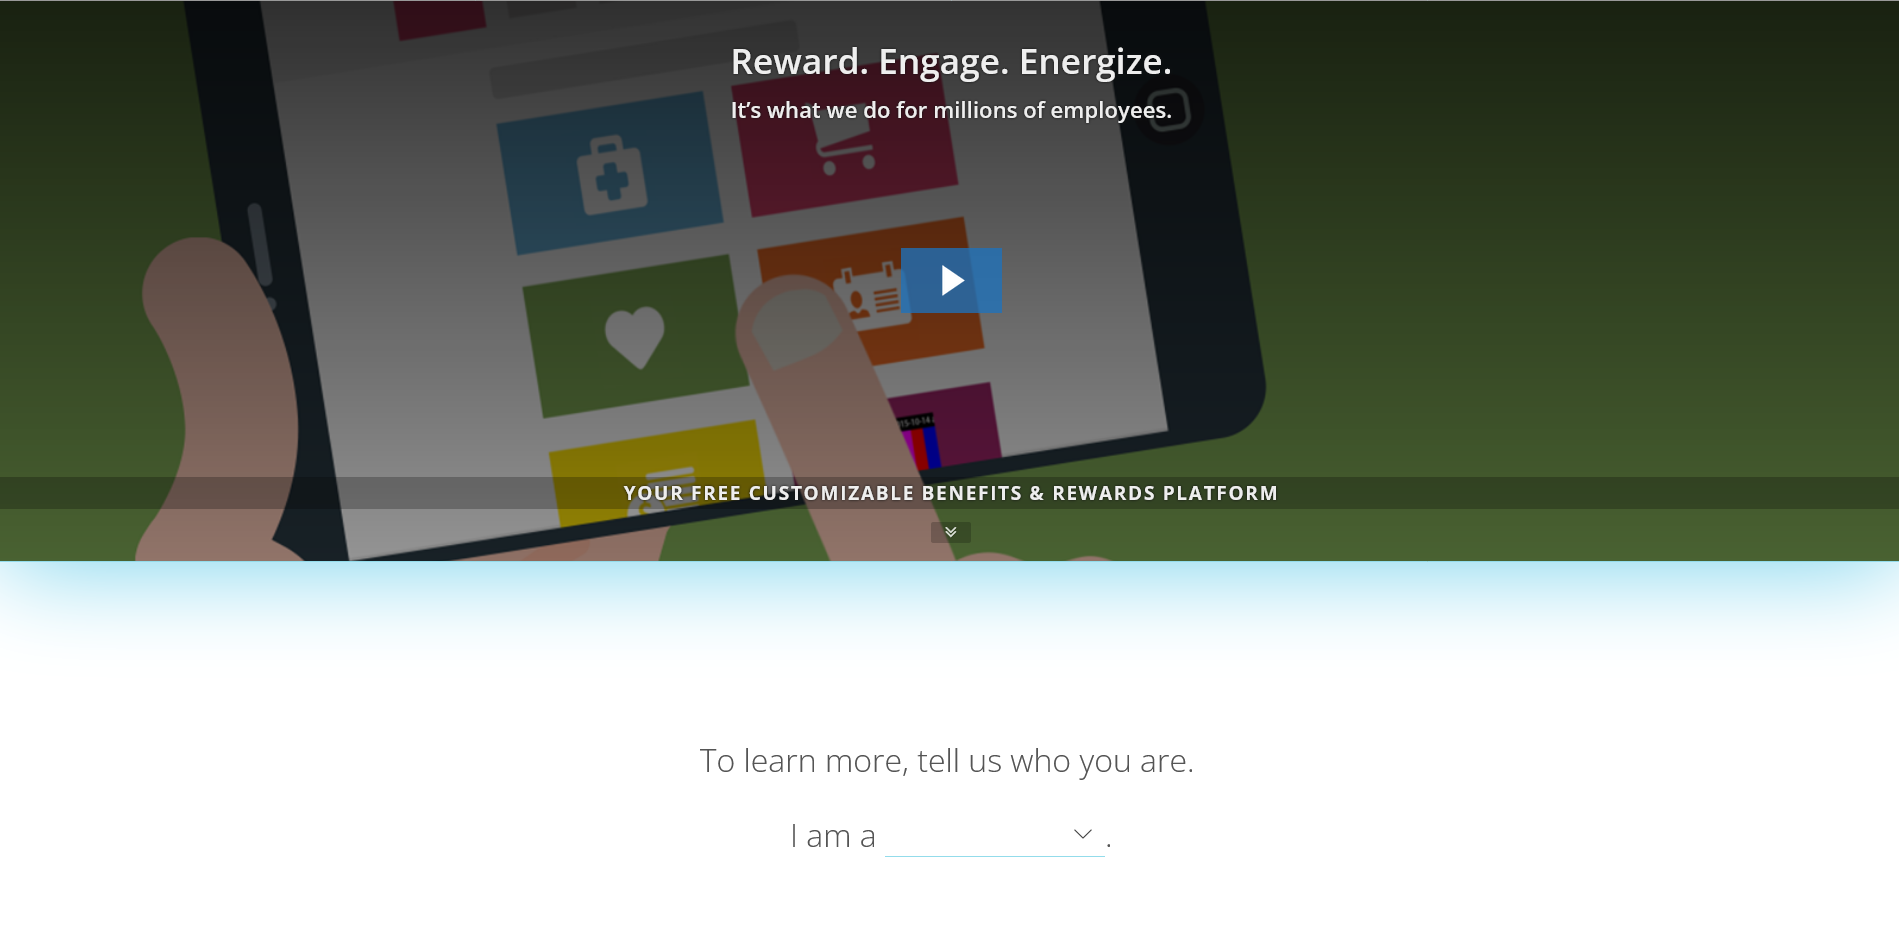 Reward. Engage. Energize.
It’s what we do for millions of employees.
YOUR FREE CUSTOMIZABLE BENEFITS & REWARDS PLATFORM
To learn more, tell us who you are.
I am a .